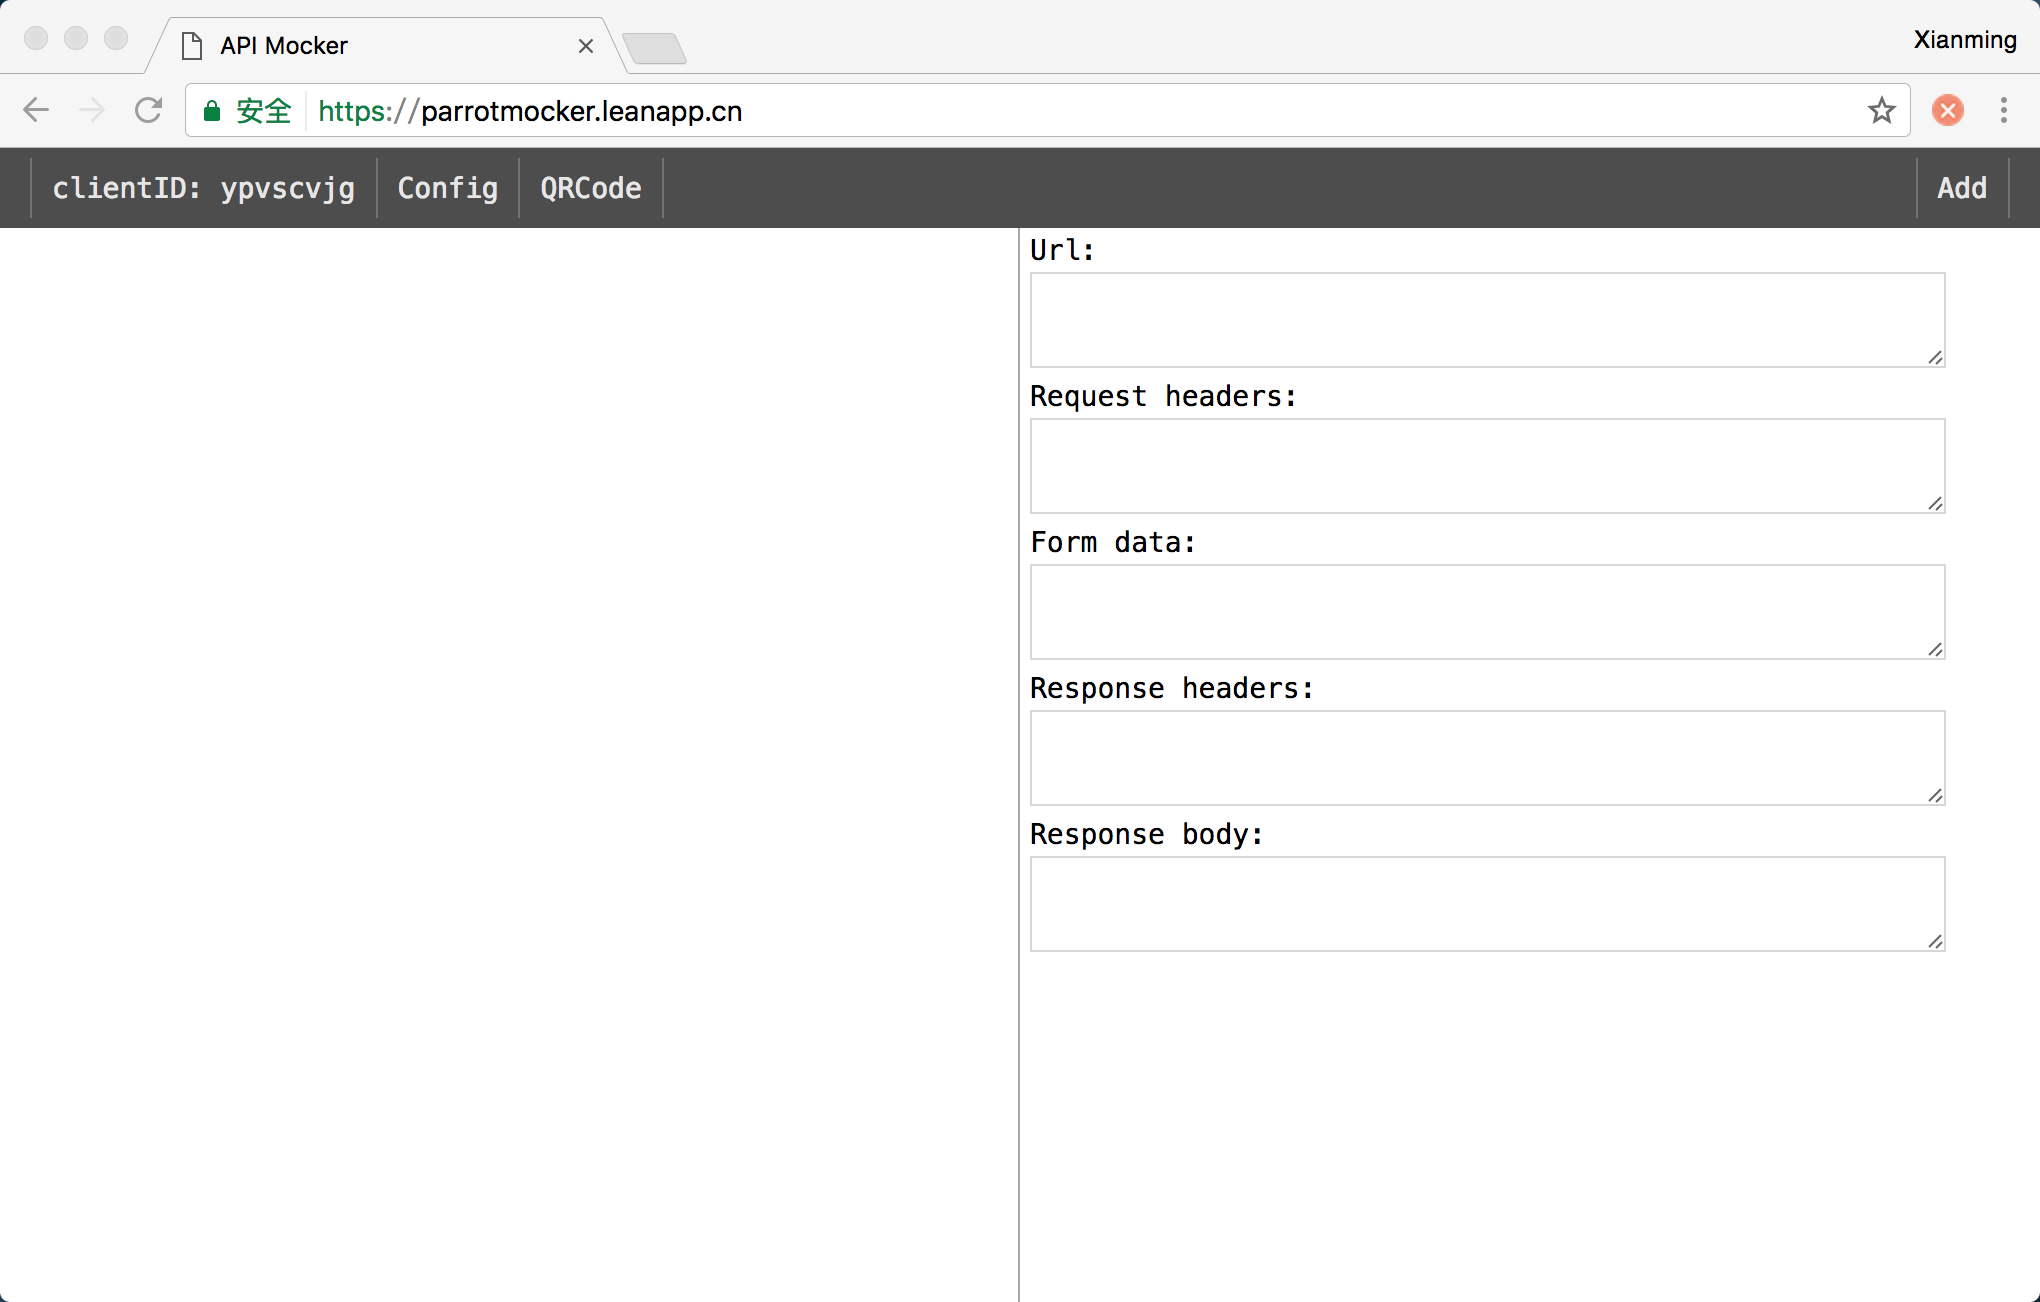 API Mocker
Xianming
安全 https://parrotmocker.leanapp.cn
clientID: ypvscvjg Config QRCode Add
Url:
Request headers:
Form data:
Response headers:
Response body: